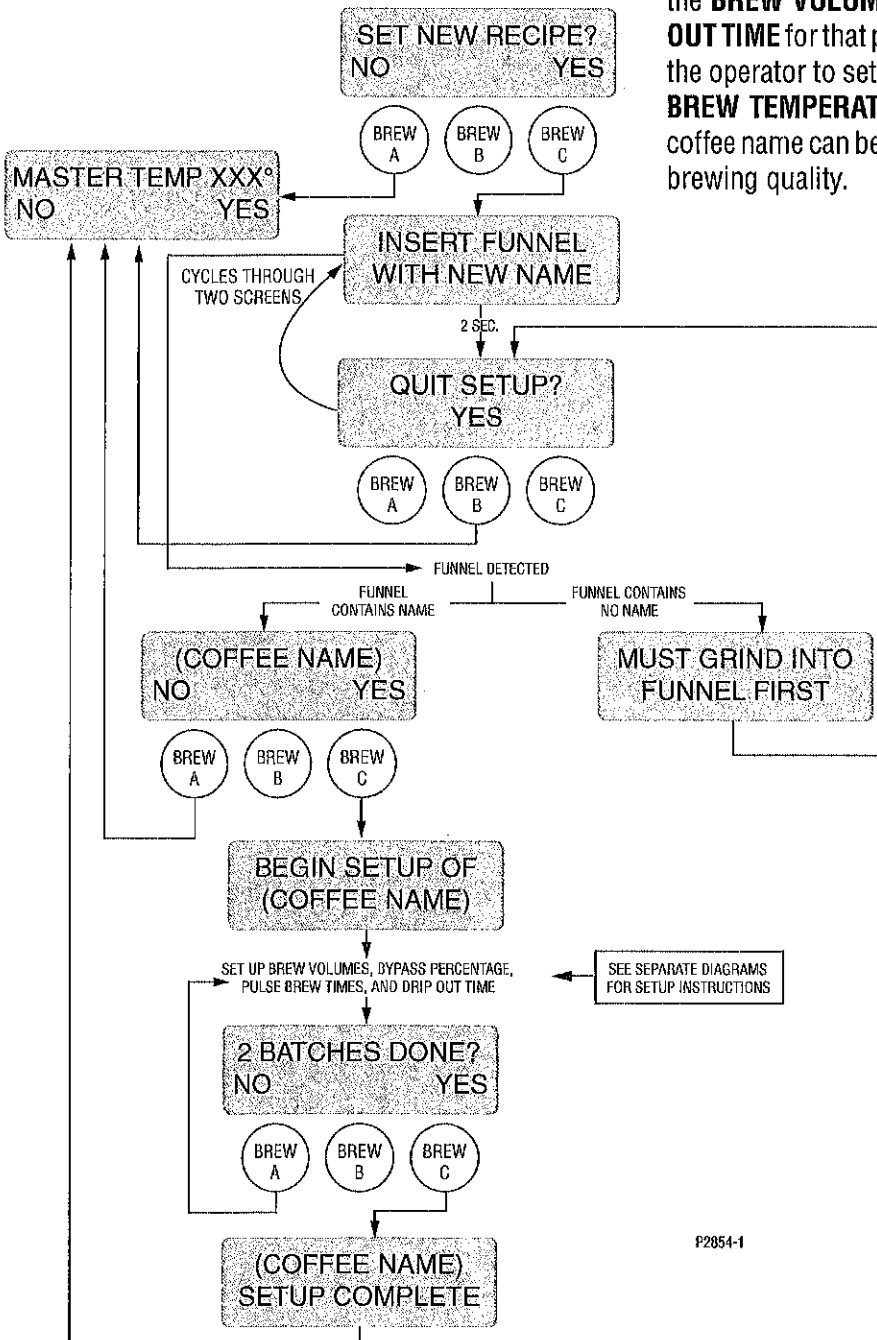 the BREW VOLUM
OUT TIME for that p
the operator to set
BREW TEMPERAT
coffee name can be
brewing quality.
SET NEW RECIPE?
NO YES
BREW A
BREW B
BREW C
MASTER TEMP XXX°
NO YES
INSERT FUNNEL
WITH NEW NAME
CYCLES THROUGH
TWO SCREENS
2 SEC.
QUIT SETUP?
YES
BREW A
BREW B
BREW C
FUNNEL DETECTED
FUNNEL
CONTAINS NAME
FUNNEL CONTAINS
NO NAME
(COFFEE NAME)
NO YES
MUST GRIND INTO
FUNNEL FIRST
BREW A
BREW B
BREW C
BEGIN SETUP OF
(COFFEE NAME)
SET UP BREW VOLUMES, BYPASS PERCENTAGE,
PULSE BREW TIMES, AND DRIP OUT TIME
SEE SEPARATE DIAGRAMS
FOR SETUP INSTRUCTIONS
2 BATCHES DONE?
NO YES
BREW A
BREW B
BREW C
P2854-1
(COFFEE NAME)
SETUP COMPLETE